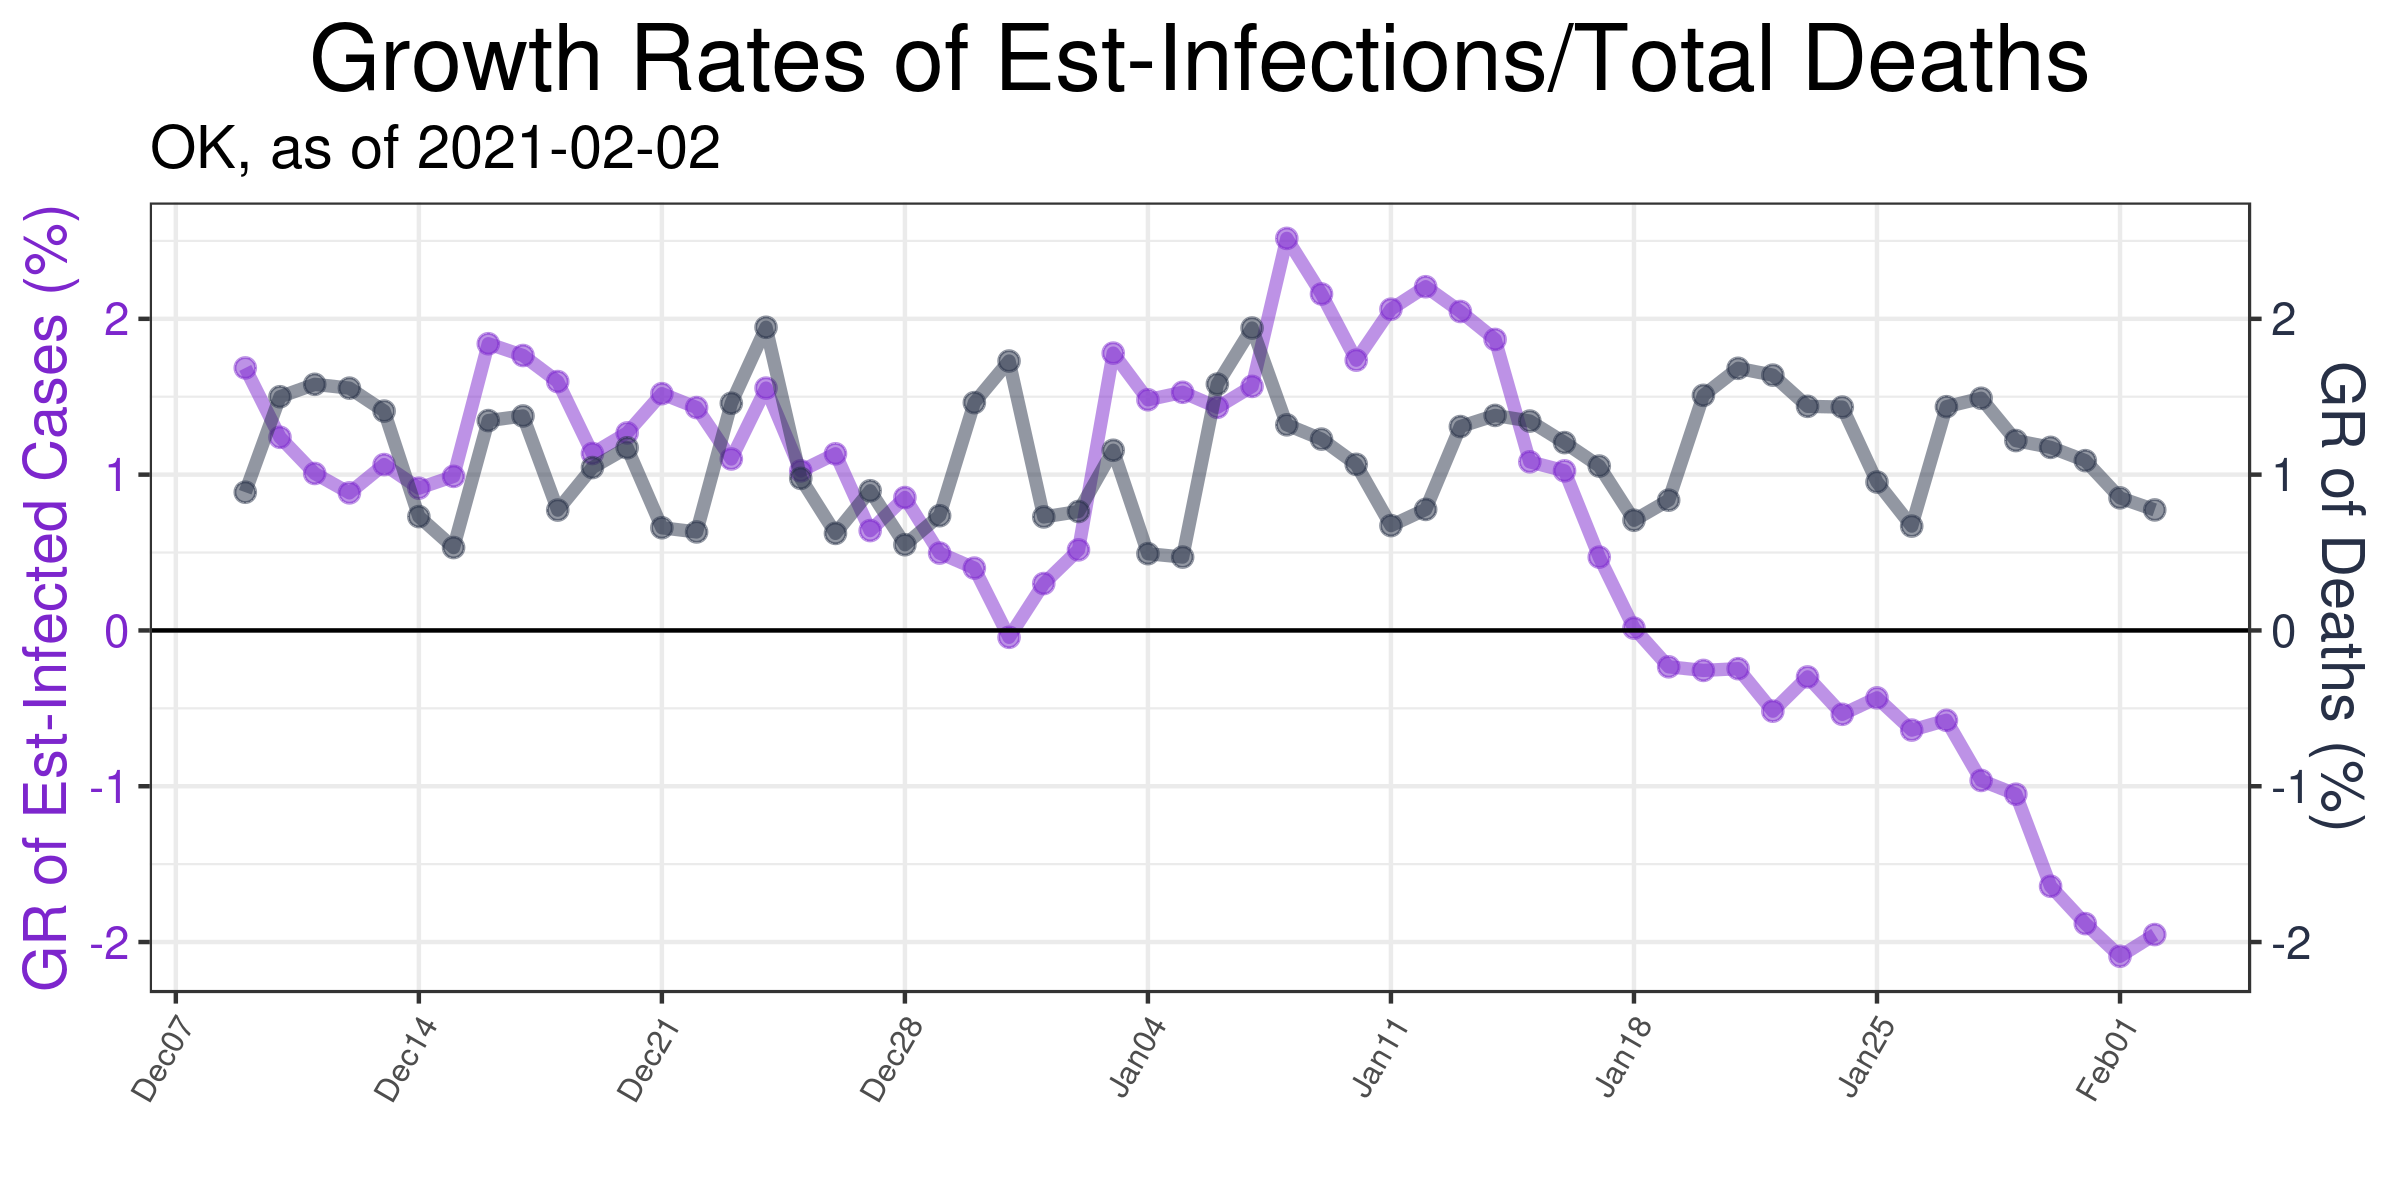 Growth Rates of Est-Infections/Total Deaths
OK, as of 2021-02-02
GR of Est-Infected Cases (%)
2
1
0
-1
-2
2
1
0
-1
-2
GR of Deaths (%)
Dec07
Dec14
Dec21
Dec28
Jan04
Jan11
Jan18
Jan25
Feb01